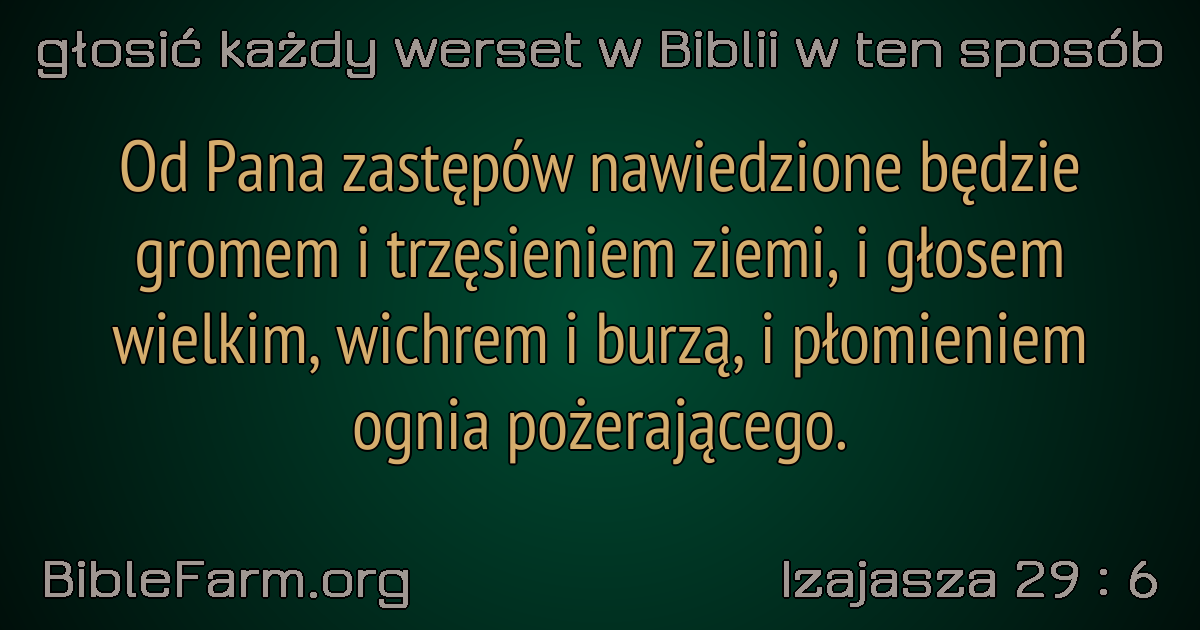 głosić każdy werset w Biblii w ten sposób
Od Pana zastępów nawiedzione będzie
gromem i trzęsieniem ziemi, i głosem
wielkim, wichrem i burzą, i płomieniem
ognia pożerającego.
BibleFarm.org
Izajasza 29 : 6